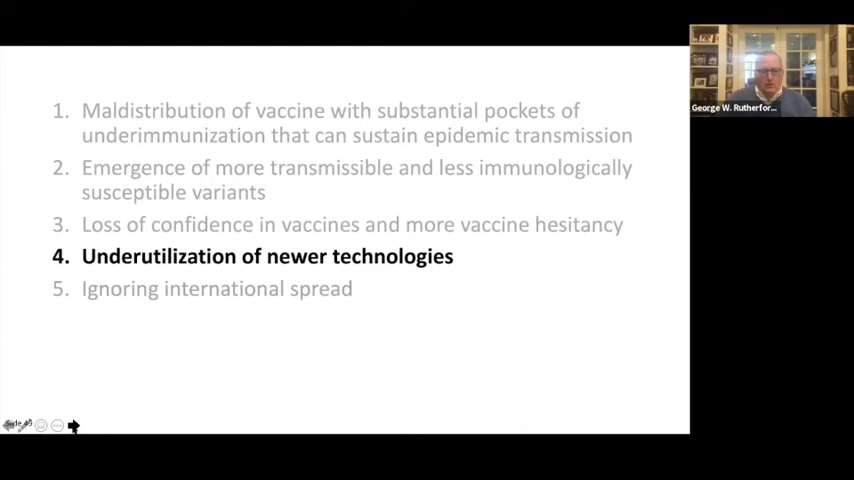 1. Maldistribution of vaccine with substantial pockets of
underimmunization that can sustain epidemic transmission
2. Emergence of more transmissible and less immunologically
susceptible variants
3. Loss of confidence in vaccines and more vaccine hesitancy
4. Underutilization of newer technologies
5. Ignoring international spread
Slide 49
George W. Rutherfor...